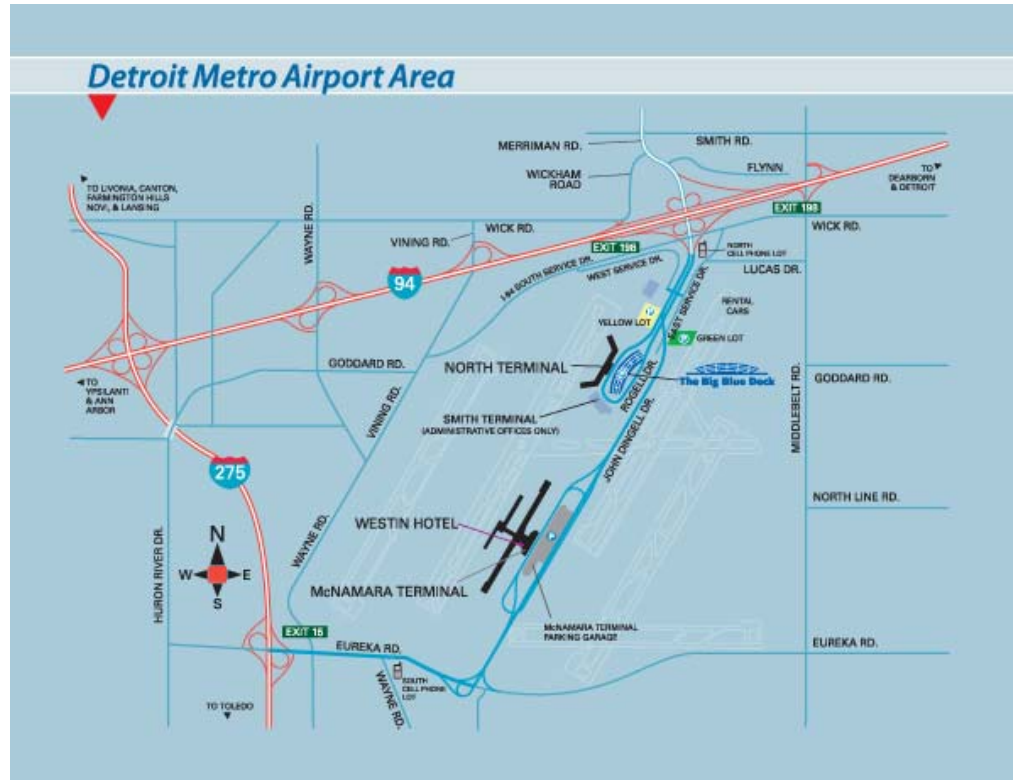 Detroit Metro Airport Area
MERRIMAN RD.
SMITH RD.
WICKHAM
ROAD
FLYNN
TO
DEARBORN
& DETROIT
TO LIVONIA, CANTON,
FARMINGTON HILLS
NOVI, & LANSING
WAYNE RD.
EXIT 198
VINING RD.
WICK RD.
WICK RD.
EXIT 198
NORTH
CELL PHONE LOT
I-94 SOUTH SERVICE DR.
WEST SERVICE DR.
LUCAS DR.
94
EAST SERVICE DR.
RENTAL
CARS
YELLOW LOT
GREEN LOT
GODDARD RD.
NORTH TERMINAL
The Big Blue Deck
GODDARD RD.
TO
YPSILANTI
& ANN
ARBOR
ROGELL DR.
VINING RD.
SMITH TERMINAL
(ADMINISTRATIVE OFFICES ONLY)
MIDDLEBELT RD.
JOHN DINGELL DR.
275
NORTH LINE RD.
WESTIN HOTEL
N
W
E
S
WAYNE RD.
HURON RIVER DR.
McNAMARA TERMINAL
McNAMARA TERMINAL
PARKING GARAGE
EXIT 15
EUREKA RD.
EUREKA RD.
SOUTH
CELL PHONE
LOT
WAYNE RD.
TO TOLEDO